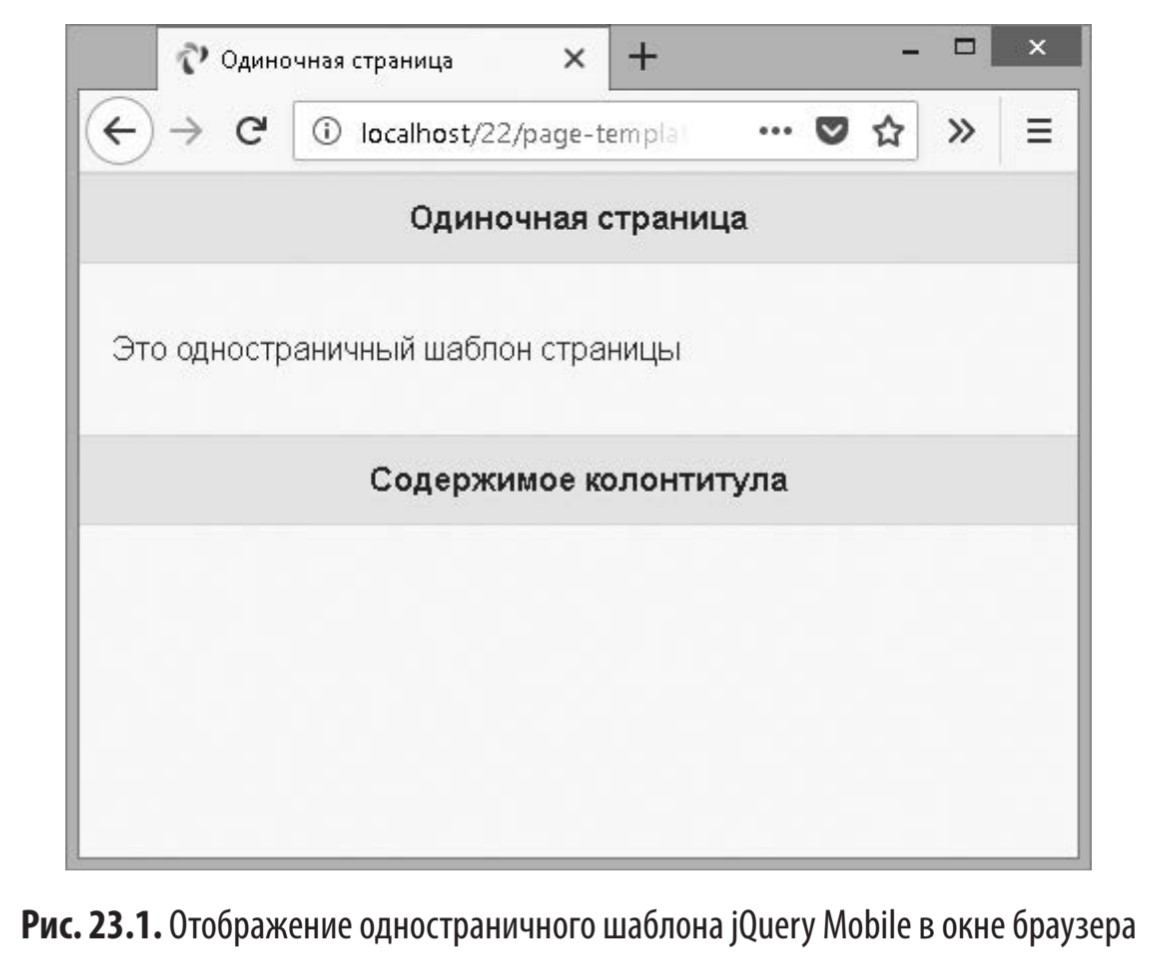 Одиночная страница
localhost/22/page-templat
Одиночная страница
Это одностраничный шаблон страницы
Содержимое колонтитула
Рис. 23.1. Отображение одностраничного шаблона jQuery Mobile в окне браузера